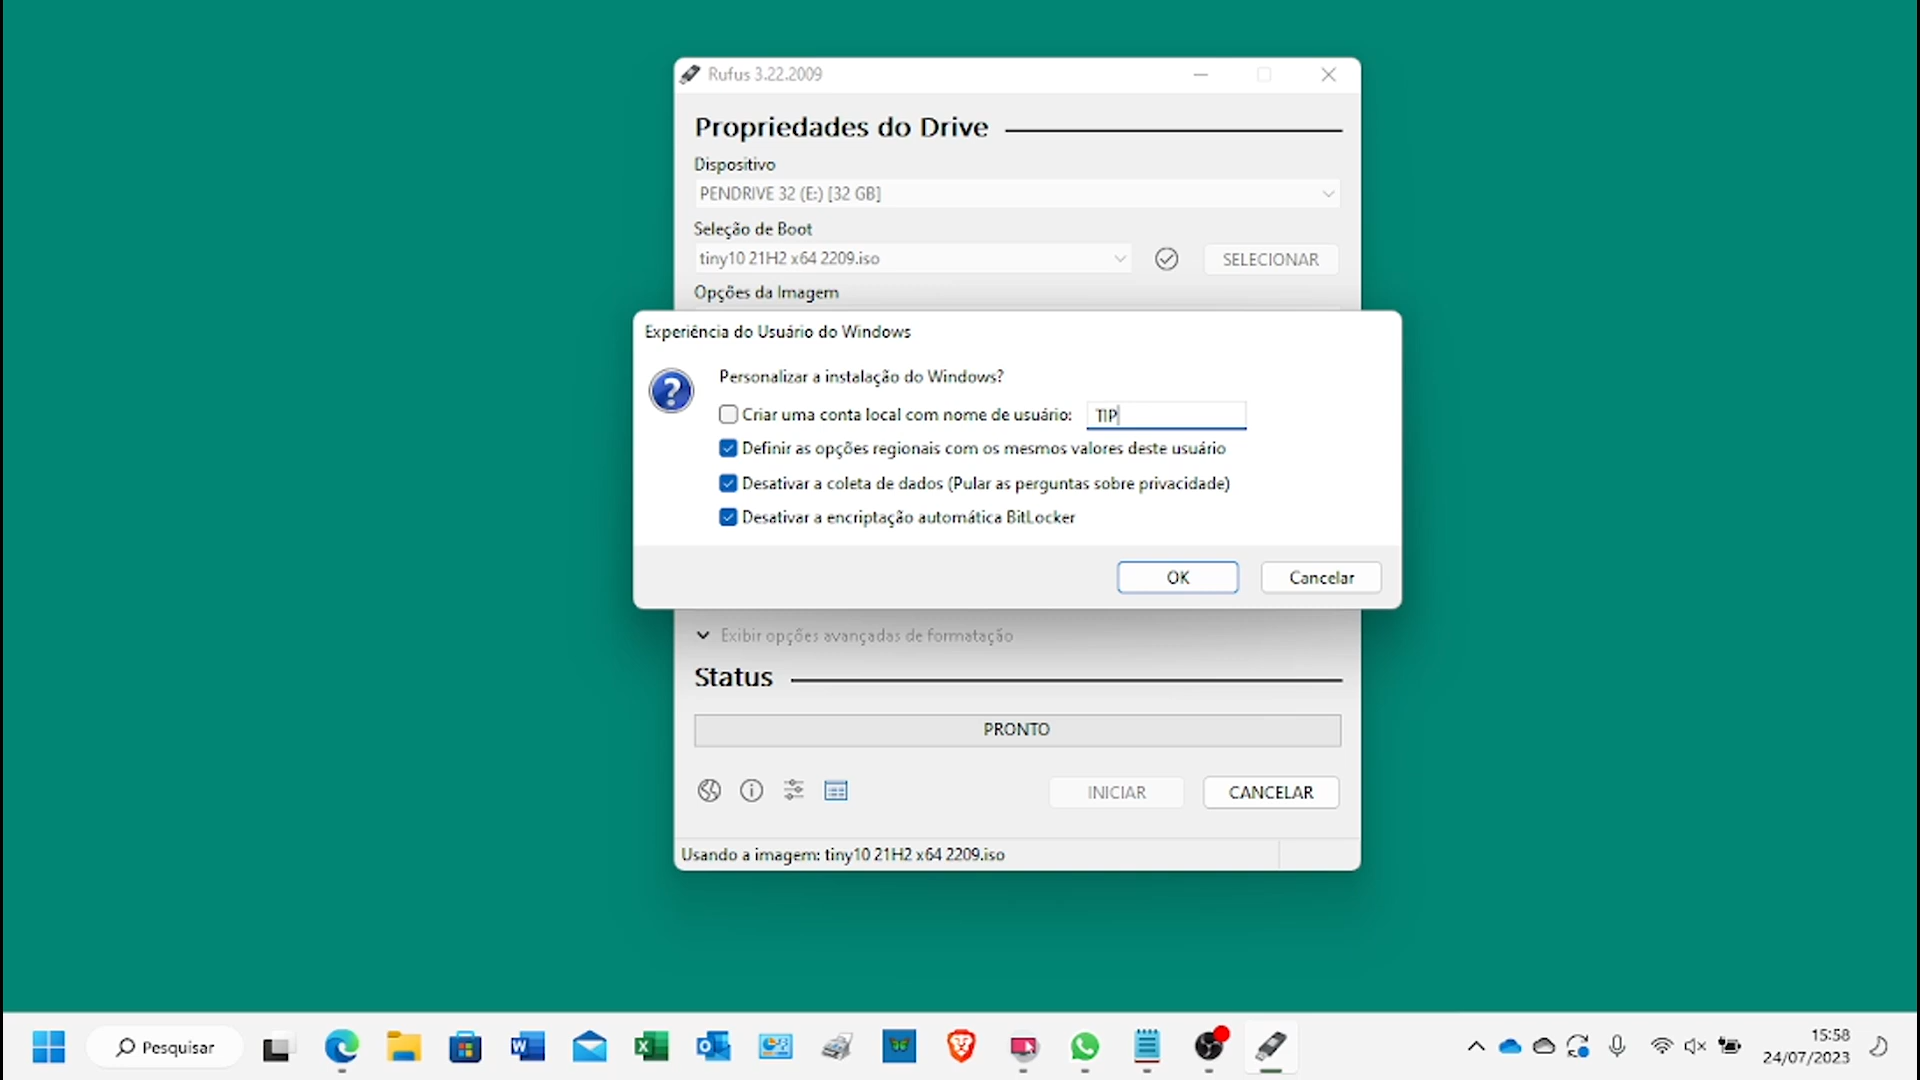 Rufus 3.22.2009
Propriedades do Drive
Dispositivo
PENDRIVE 32 (E:) [32 GB]
Seleção de Boot
tiny10 21H2 x64 2209.iso
SELECIONAR
Opções da Imagem
Experiência do Usuário do Windows
Personalizar a instalação do Windows?
Criar uma conta local com nome de usuário: TIP
Definir as opções regionais com os mesmos valores deste usuário
Desativar a coleta de dados (Pular as perguntas sobre privacidade)
Desativar a encriptação automática BitLocker
OK
Cancelar
Exibir opções avançadas de formatação
Status
PRONTO
INICIAR
CANCELAR
Usando a imagem: tiny10 21H2 x64 2209.iso
Pesquisar
15:58
24/07/2023